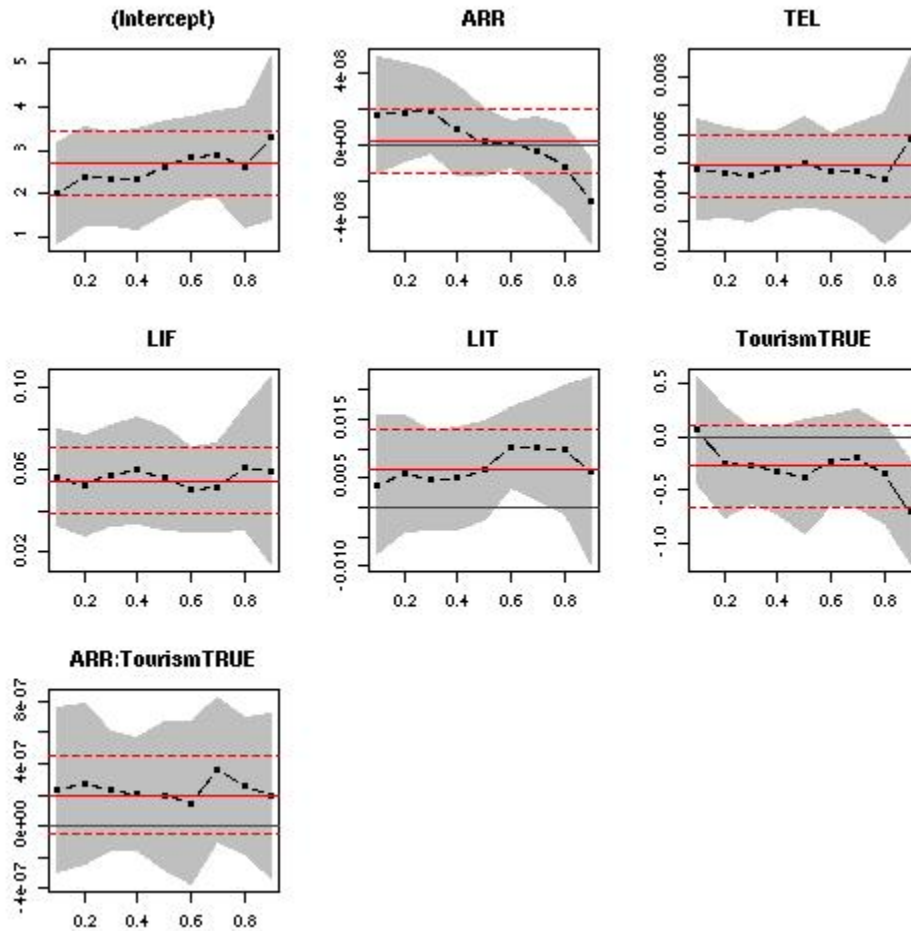 (Intercept)
5
4
3
2
1
0.2 0.4 0.6 0.8
ARR
4e+08
0e+00
-4e+08
0.2 0.4 0.6 0.8
TEL
0.008
0.006
0.004
0.002
0.2 0.4 0.6 0.8
LIF
0.10
0.06
0.02
0.2 0.4 0.6 0.8
LIT
0.015
0.005
-0.010
0.2 0.4 0.6 0.8
TourismTRUE
0.5
0.0
-0.5
-1.0
0.2 0.4 0.6 0.8
ARR:TourismTRUE
8e+07
4e+07
0e+00
-4e+07
0.2 0.4 0.6 0.8